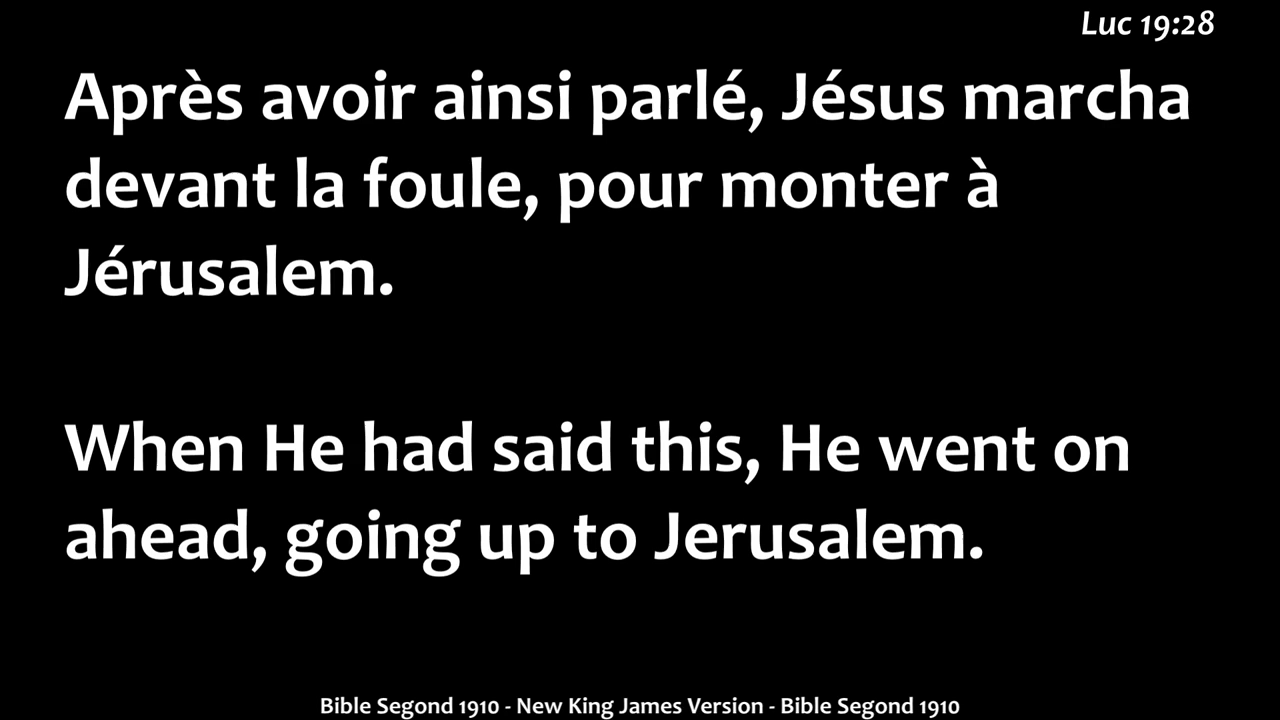 Luc 19:28
Après avoir ainsi parlé, Jésus marcha
devant la foule, pour monter à
Jérusalem.
When He had said this, He went on
ahead, going up to Jerusalem.
Bible Segond 1910 - New King James Version - Bible Segond 1910